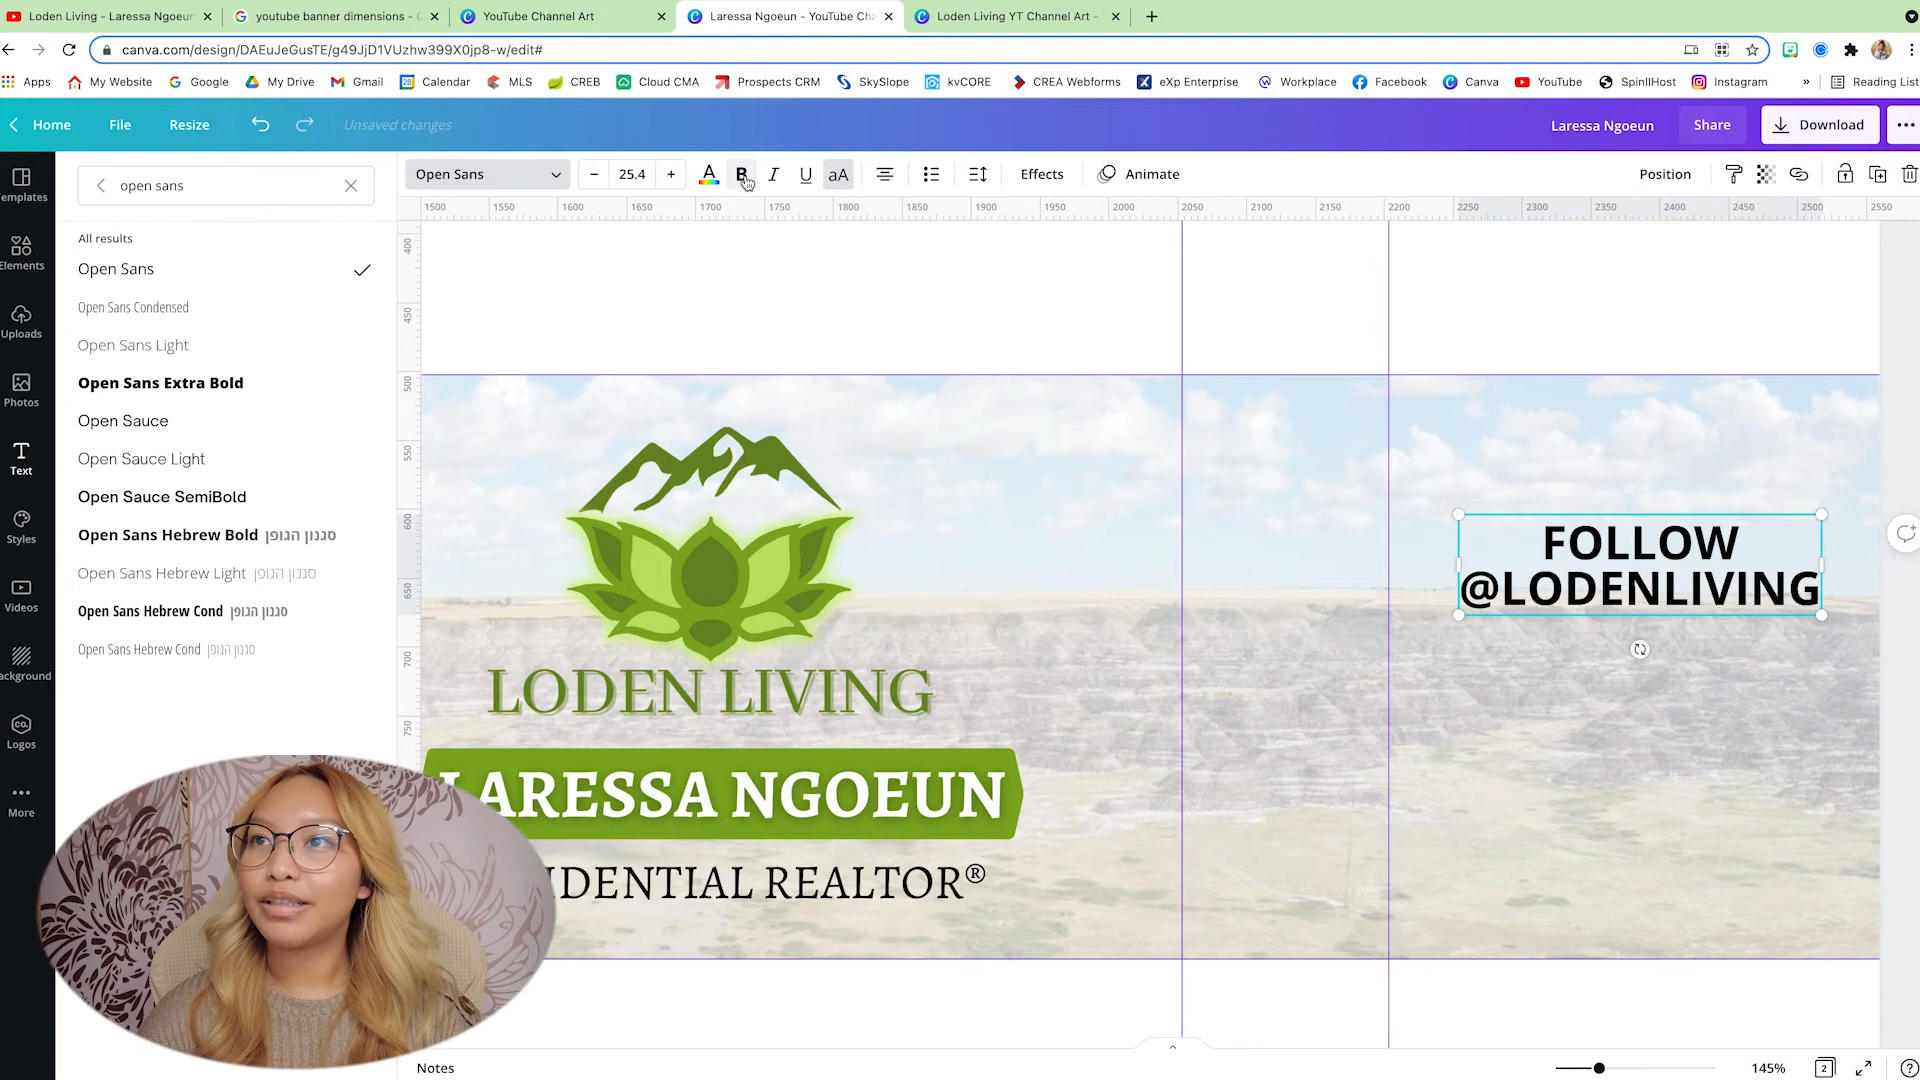 Loden Living - Laressa Ngoeun
youtube banner dimensions -
YouTube Channel Art
Laressa Ngoeun - YouTube Cha
Loden Living YT Channel Art -
canva.com/design/DAEuJeGusTE/g49JjD1VUzhw399X0jp8-w/edit#
Apps My Website Google My Drive Gmail Calendar MLS CREB Cloud CMA Prospects CRM SkySlope kvCORE CREA Webforms eXp Enterprise Workplace Facebook Canva YouTube SpinllHost Instagram » Reading List
Home File Resize Unsaved changes Laressa Ngoeun Share Download
open sans
Open Sans 25.4 A B I U aA Effects Animate Position
1500 1550 1600 1650 1700 1750 1800 1850 1900 1950 2000 2050 2100 2150 2200 2250 2300 2350 2400 2450 2500 2550
400
450
500
550
600
650
700
750
Templates
Elements
Uploads
Photos
Text
Styles
Videos
ackground
Logos
More
All results
Open Sans
Open Sans Condensed
Open Sans Light
Open Sans Extra Bold
Open Sauce
Open Sauce Light
Open Sauce SemiBold
Open Sans Hebrew Bold סגנון הגופן
Open Sans Hebrew Light סגנון הגופן
Open Sans Hebrew Cond סגנון הגופן
Open Sans Hebrew Cond סגנון הגופן
FOLLOW
@LODENLIVING
LODEN LIVING
LARESSA NGOEUN
IDENTIAL REALTOR®
Notes
145%
2